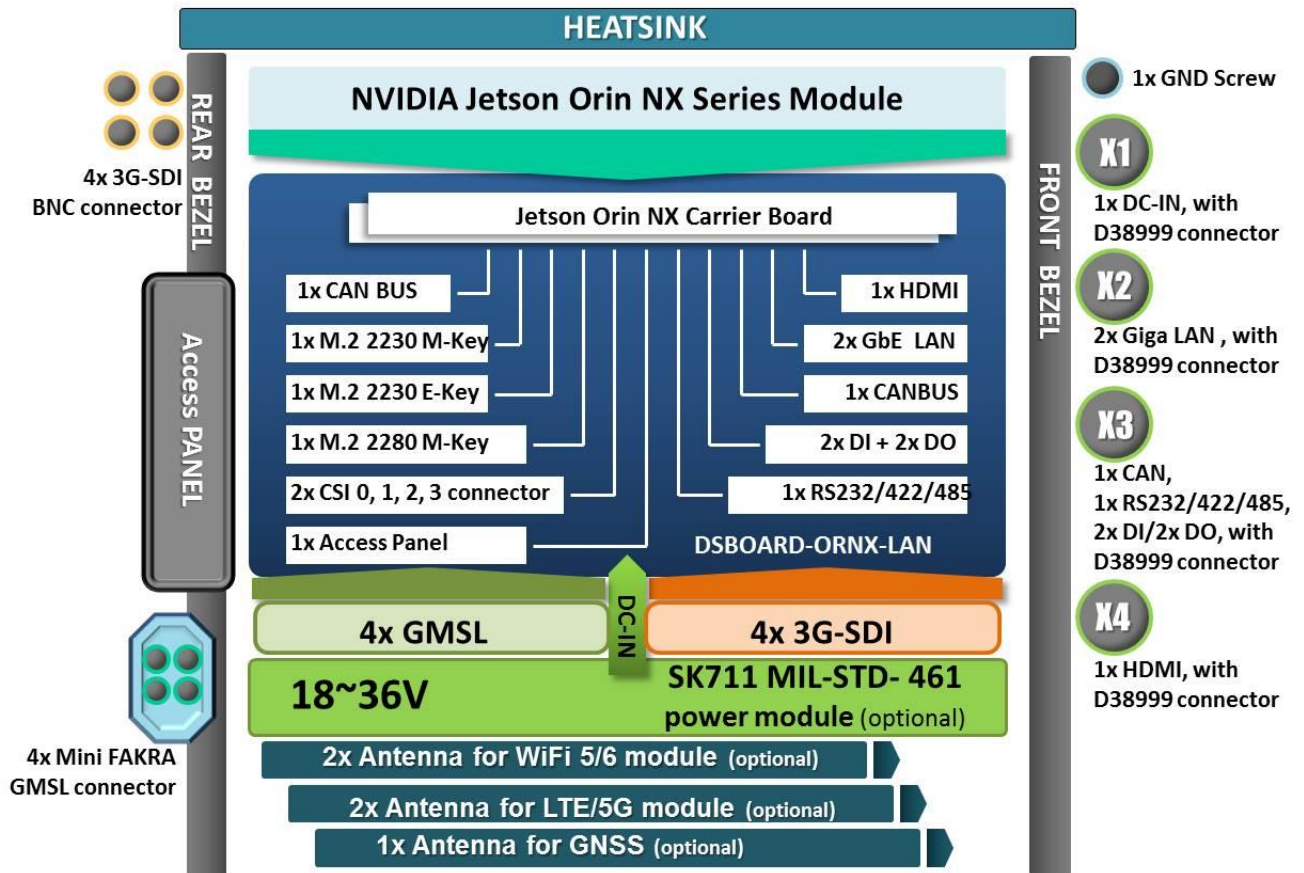 HEATSINK
REAR BEZEL
4x 3G-SDI
BNC connector
Access PANEL
4x Mini FAKRA
GMSL connector
NVIDIA Jetson Orin NX Series Module
Jetson Orin NX Carrier Board
1x CAN BUS
1x M.2 2230 M-Key
1x M.2 2230 E-Key
1x M.2 2280 M-Key
2x CSI 0, 1, 2, 3 connector
1x Access Panel
1x HDMI
2x GbE LAN
1x CANBUS
2x DI + 2x DO
1x RS232/422/485
DSBOARD-ORNX-LAN
4x GMSL
DC-IN
4x 3G-SDI
18~36V
SK711 MIL-STD- 461
power module (optional)
2x Antenna for WiFi 5/6 module (optional)
2x Antenna for LTE/5G module (optional)
1x Antenna for GNSS (optional)
FRONT BEZEL
1x GND Screw
X1
1x DC-IN, with
D38999 connector
X2
2x Giga LAN , with
D38999 connector
X3
1x CAN,
1x RS232/422/485,
2x DI/2x DO, with
D38999 connector
X4
1x HDMI, with
D38999 connector